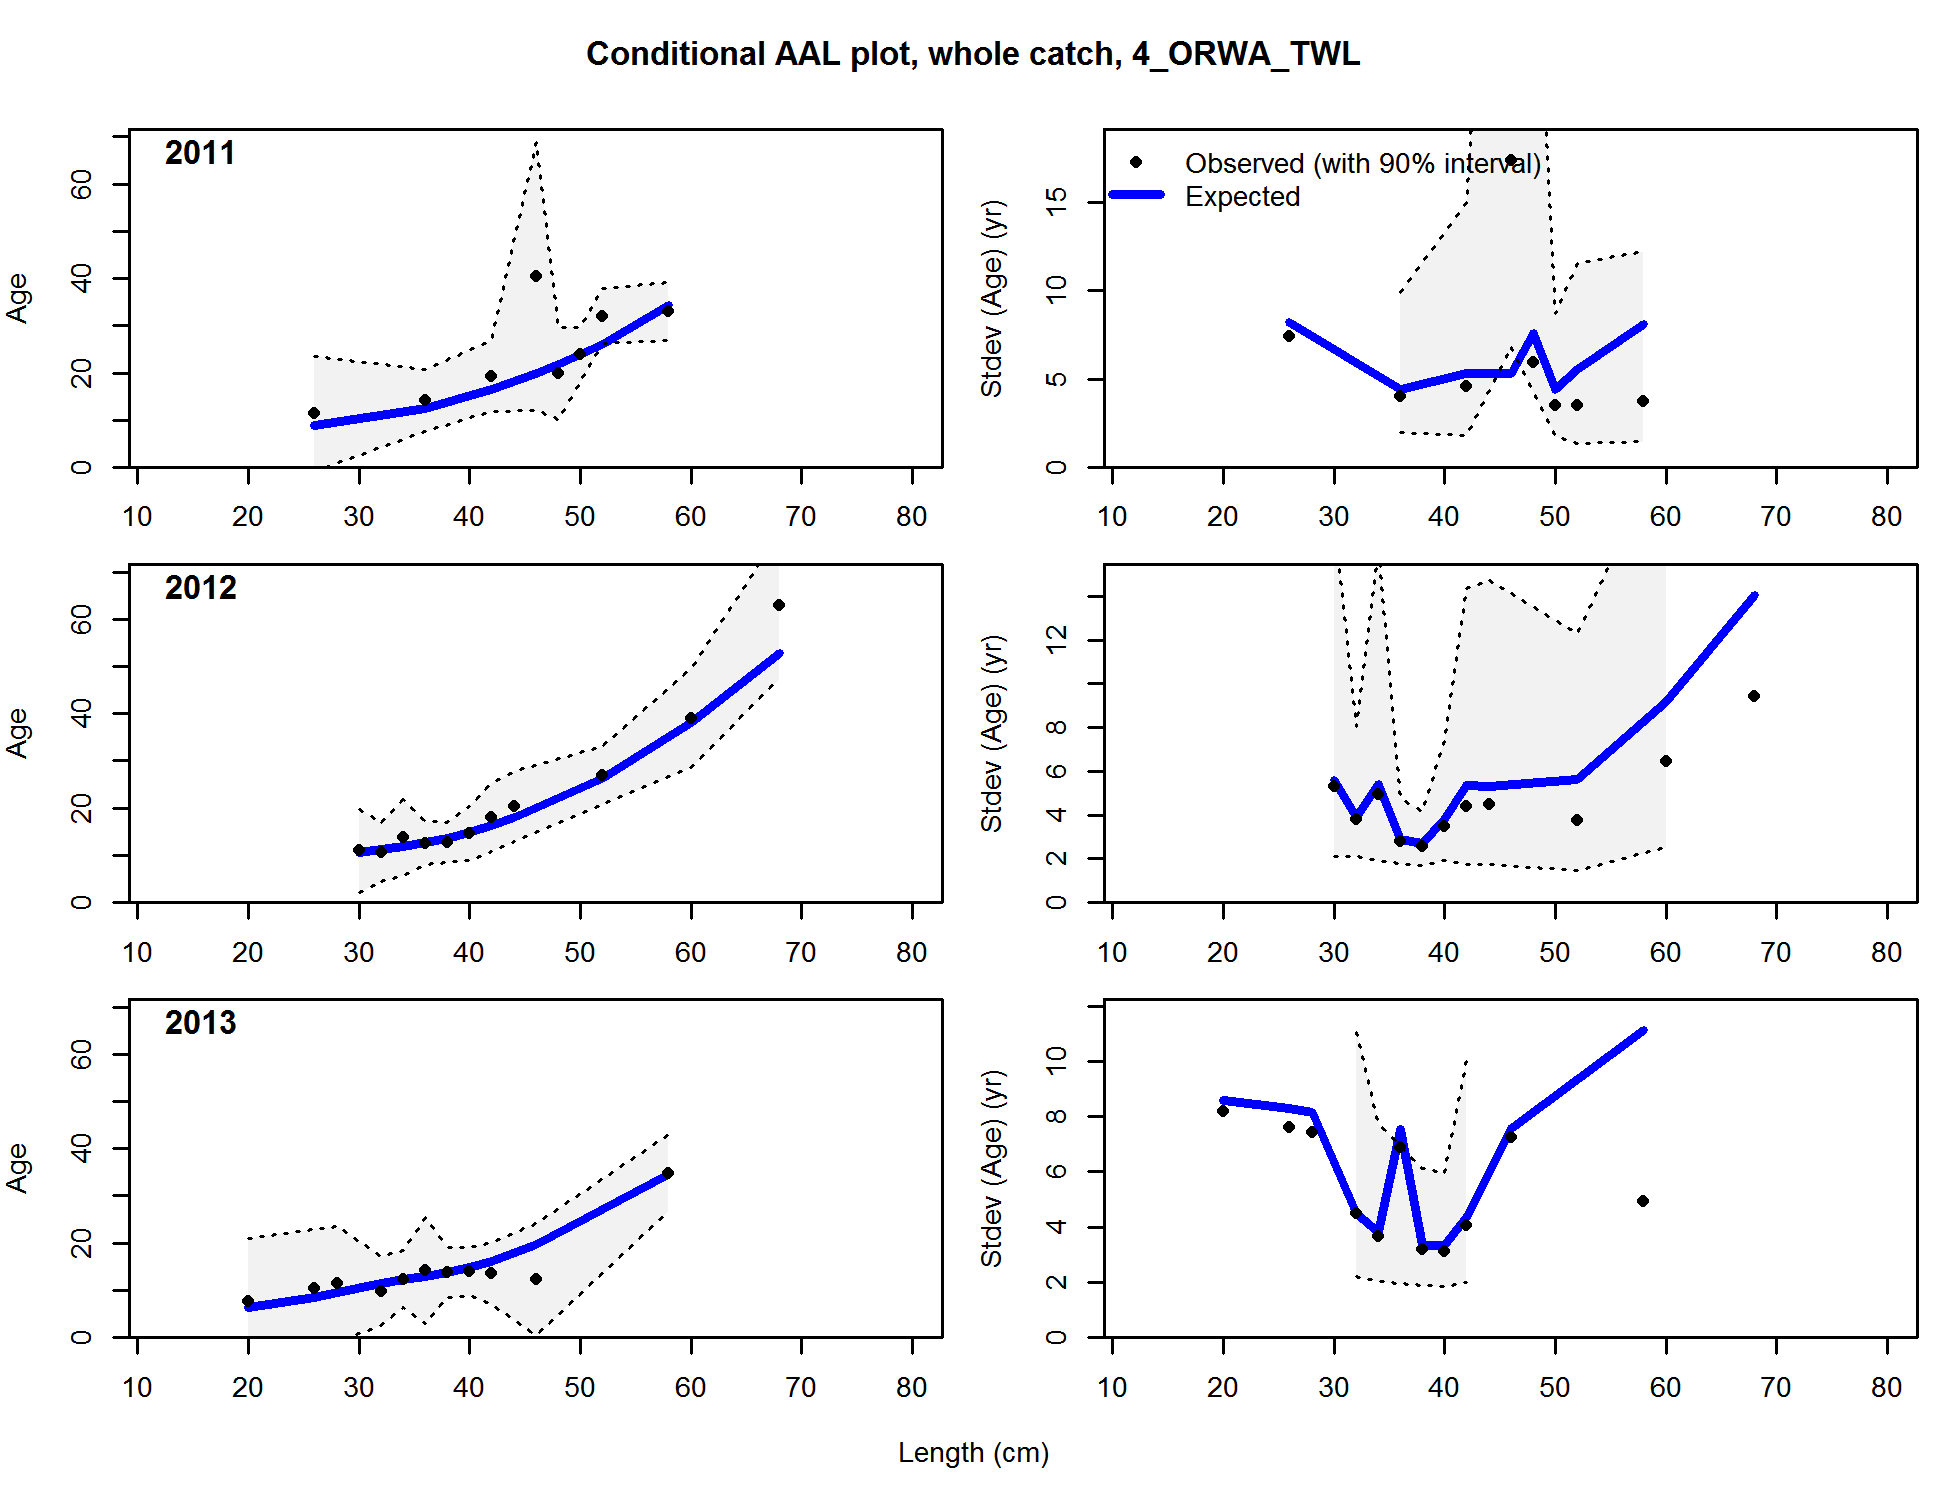 Conditional AAL plot, whole catch, 4_ORWA_TWL
2011
Age
0 20 40 60
10 20 30 40 50 60 70 80
Observed (with 90% interval)
Expected
Stdev (Age) (yr)
0 5 10 15
10 20 30 40 50 60 70 80
2012
Age
0 20 40 60
10 20 30 40 50 60 70 80
Stdev (Age) (yr)
0 2 4 6 8 12
10 20 30 40 50 60 70 80
2013
Age
0 20 40 60
10 20 30 40 50 60 70 80
Stdev (Age) (yr)
0 2 4 6 8 10
10 20 30 40 50 60 70 80
Length (cm)